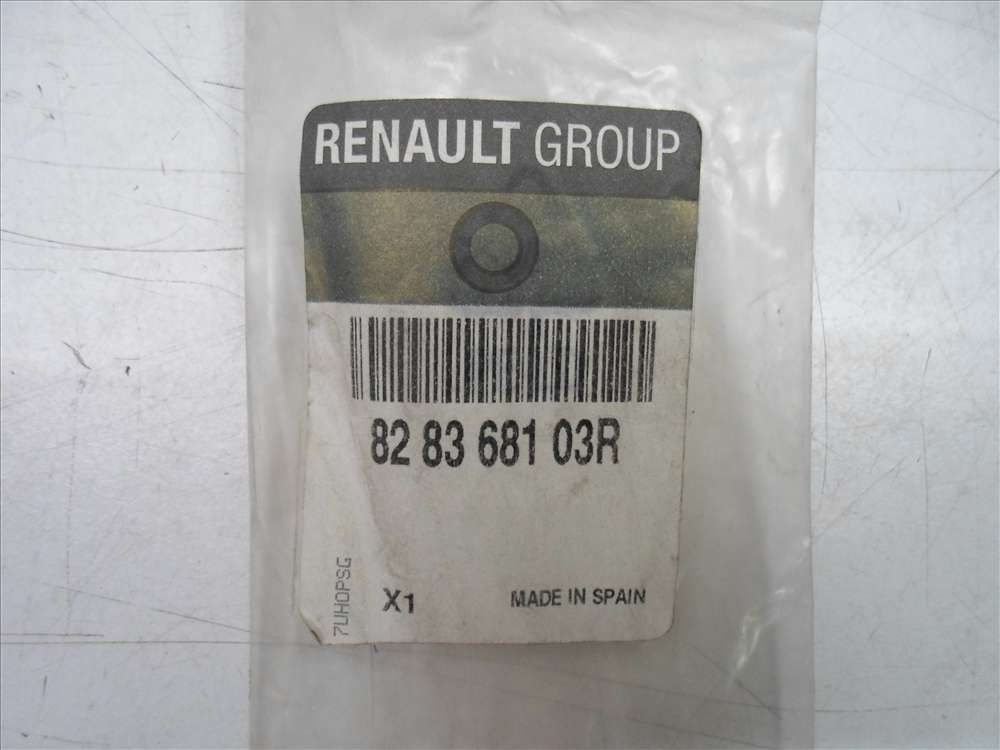 RENAULT GROUP
82 83 681 03R
7UHOPSG
X1
MADE IN SPAIN